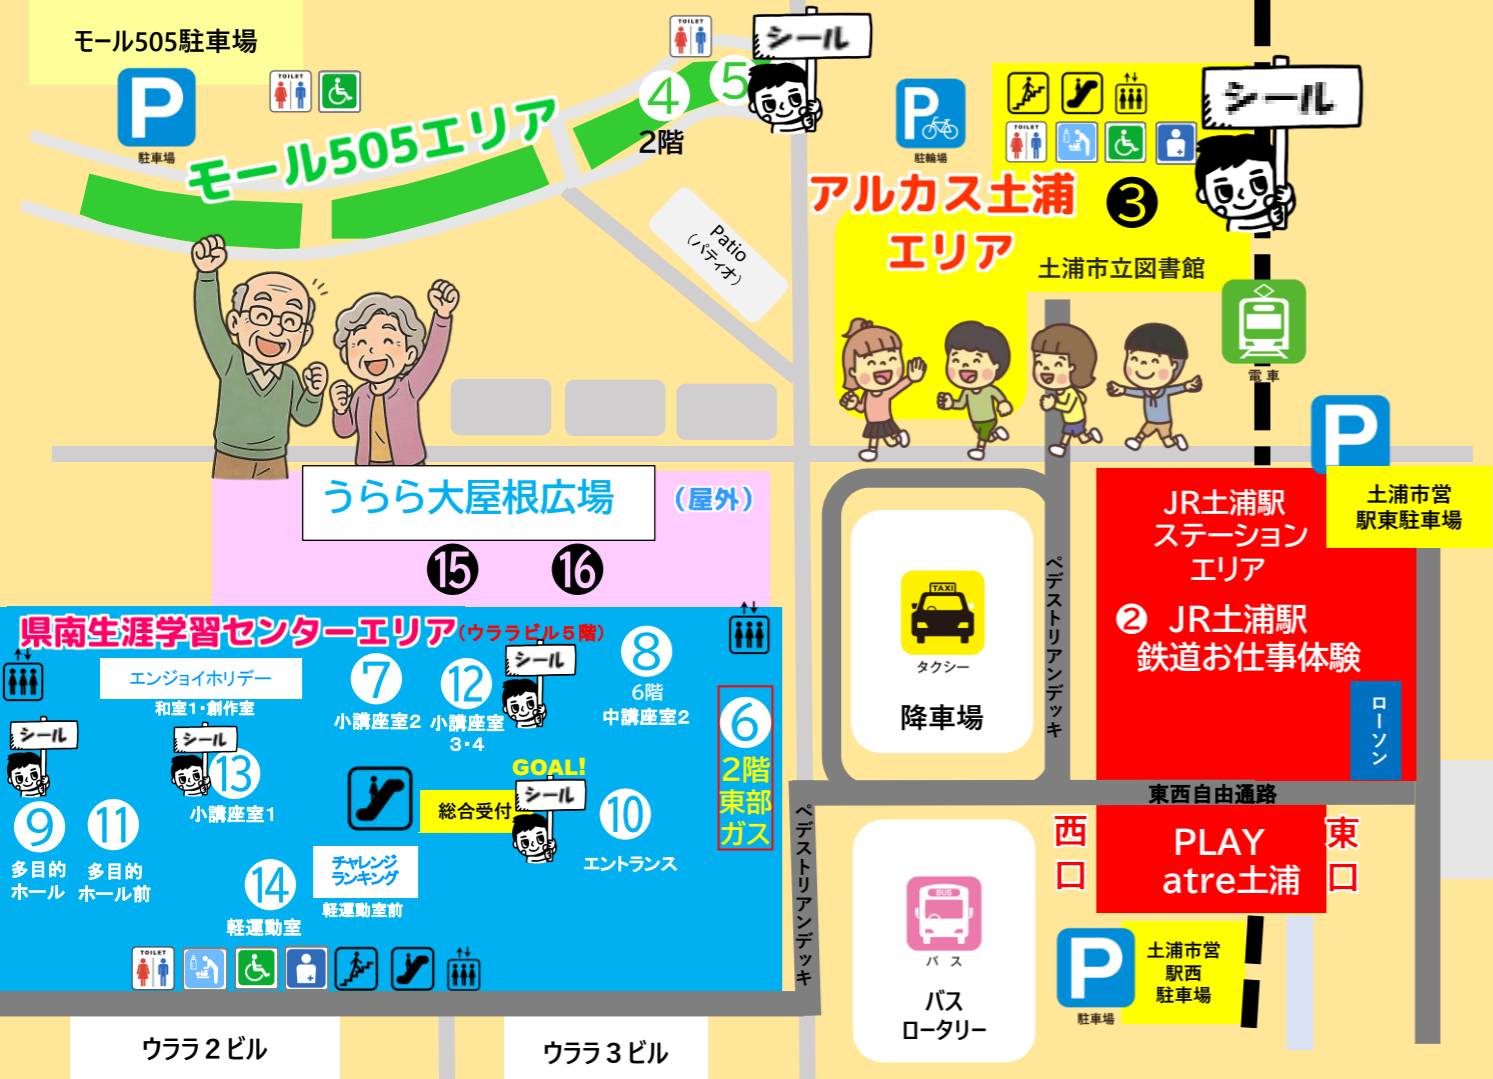 モール505駐車場
P
駐車場
TOILET
モール505エリア
TOILET
4
5
2階
シール
P
駐輪場
TOILET
シール
アルカス土浦
エリア
3
土浦市立図書館
Patio
(パティオ)
電車
P
土浦市営
駅東駐車場
うらら大屋根広場
(屋外)
15
16
JR土浦駅
ステーション
エリア
2 JR土浦駅
鉄道お仕事体験
ローソン
ペデストリアンデッキ
TAXI
タクシー
降車場
県南生涯学習センターエリア
(ウララビル5階)
エンジョイホリデー
和室1・創作室
7
小講座室2
12
小講座室
3・4
シール
8
6階
中講座室2
6
2階
東部
ガス
シール
9
多目的
ホール
11
多目的
ホール前
シール
13
小講座室1
GOAL!
総合受付
シール
10
エントランス
14
軽運動室
チャレンジ
ランキング
軽運動室前
TOILET
ペデストリアンデッキ
東西自由通路
西口
東口
PLAY
atre土浦
BUS
バス
バス
ロータリー
P
駐車場
土浦市営
駅西
駐車場
ウララ2ビル
ウララ3ビル